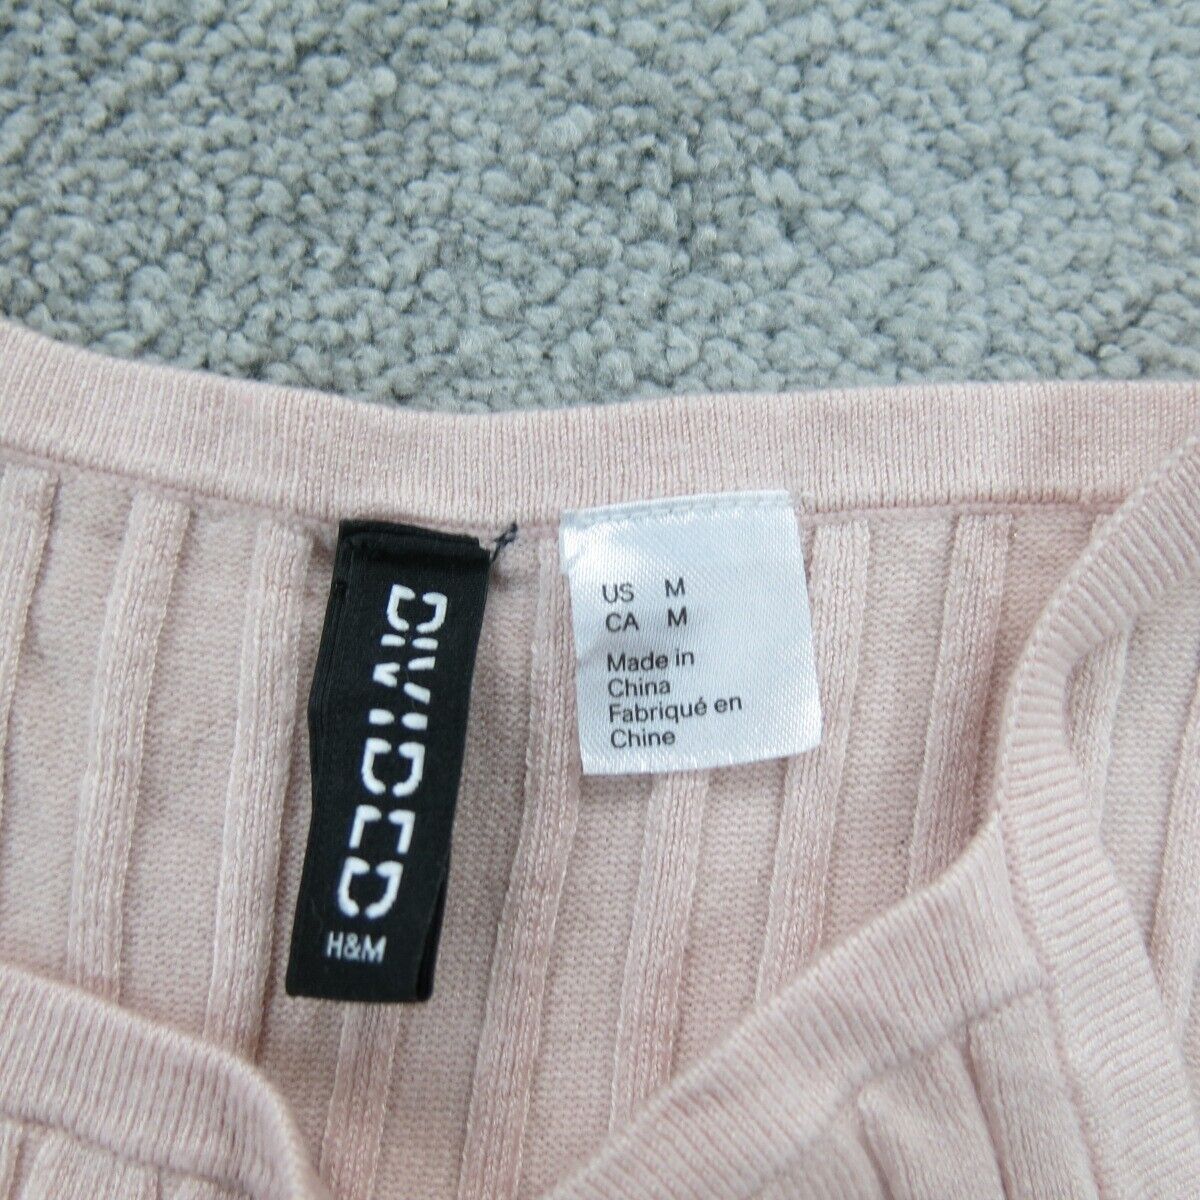 DIVIDED
H&M
US M
CA M
Made in
China
Fabriqué en
Chine